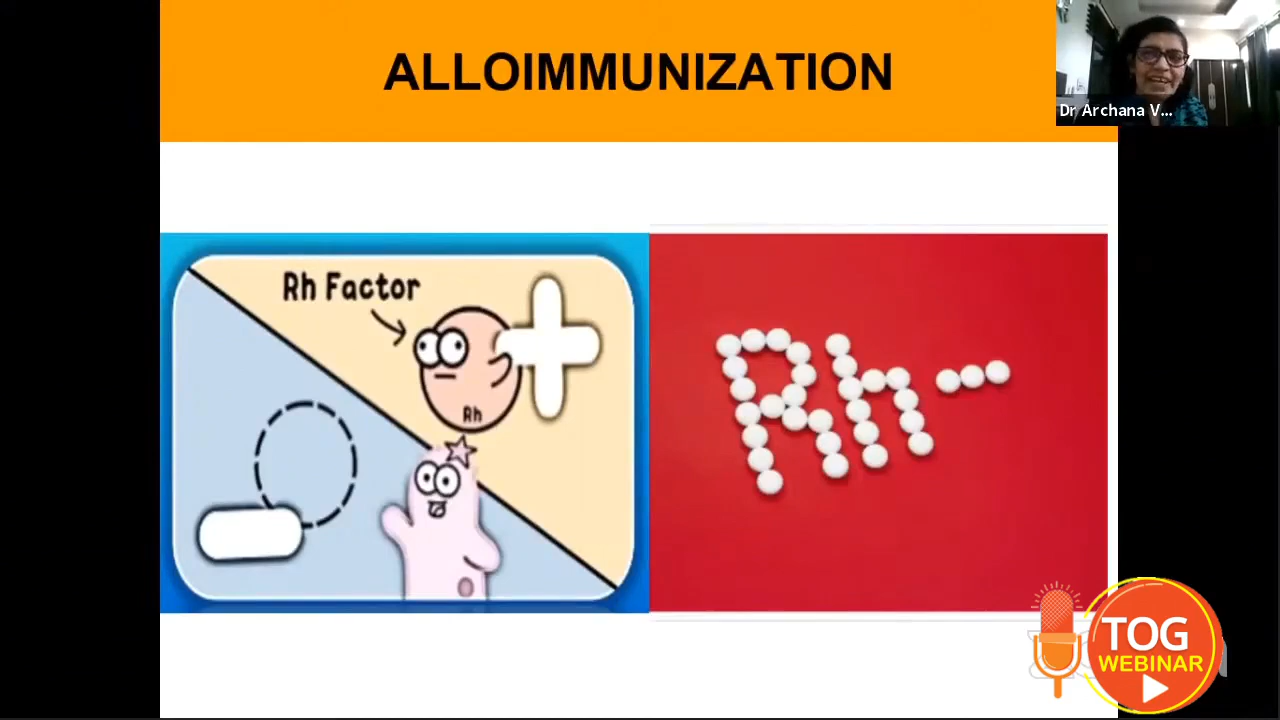 ALLOIMMUNIZATION
Dr Archana V...
Rh Factor
Rh
Rh-
TOG
WEBINAR